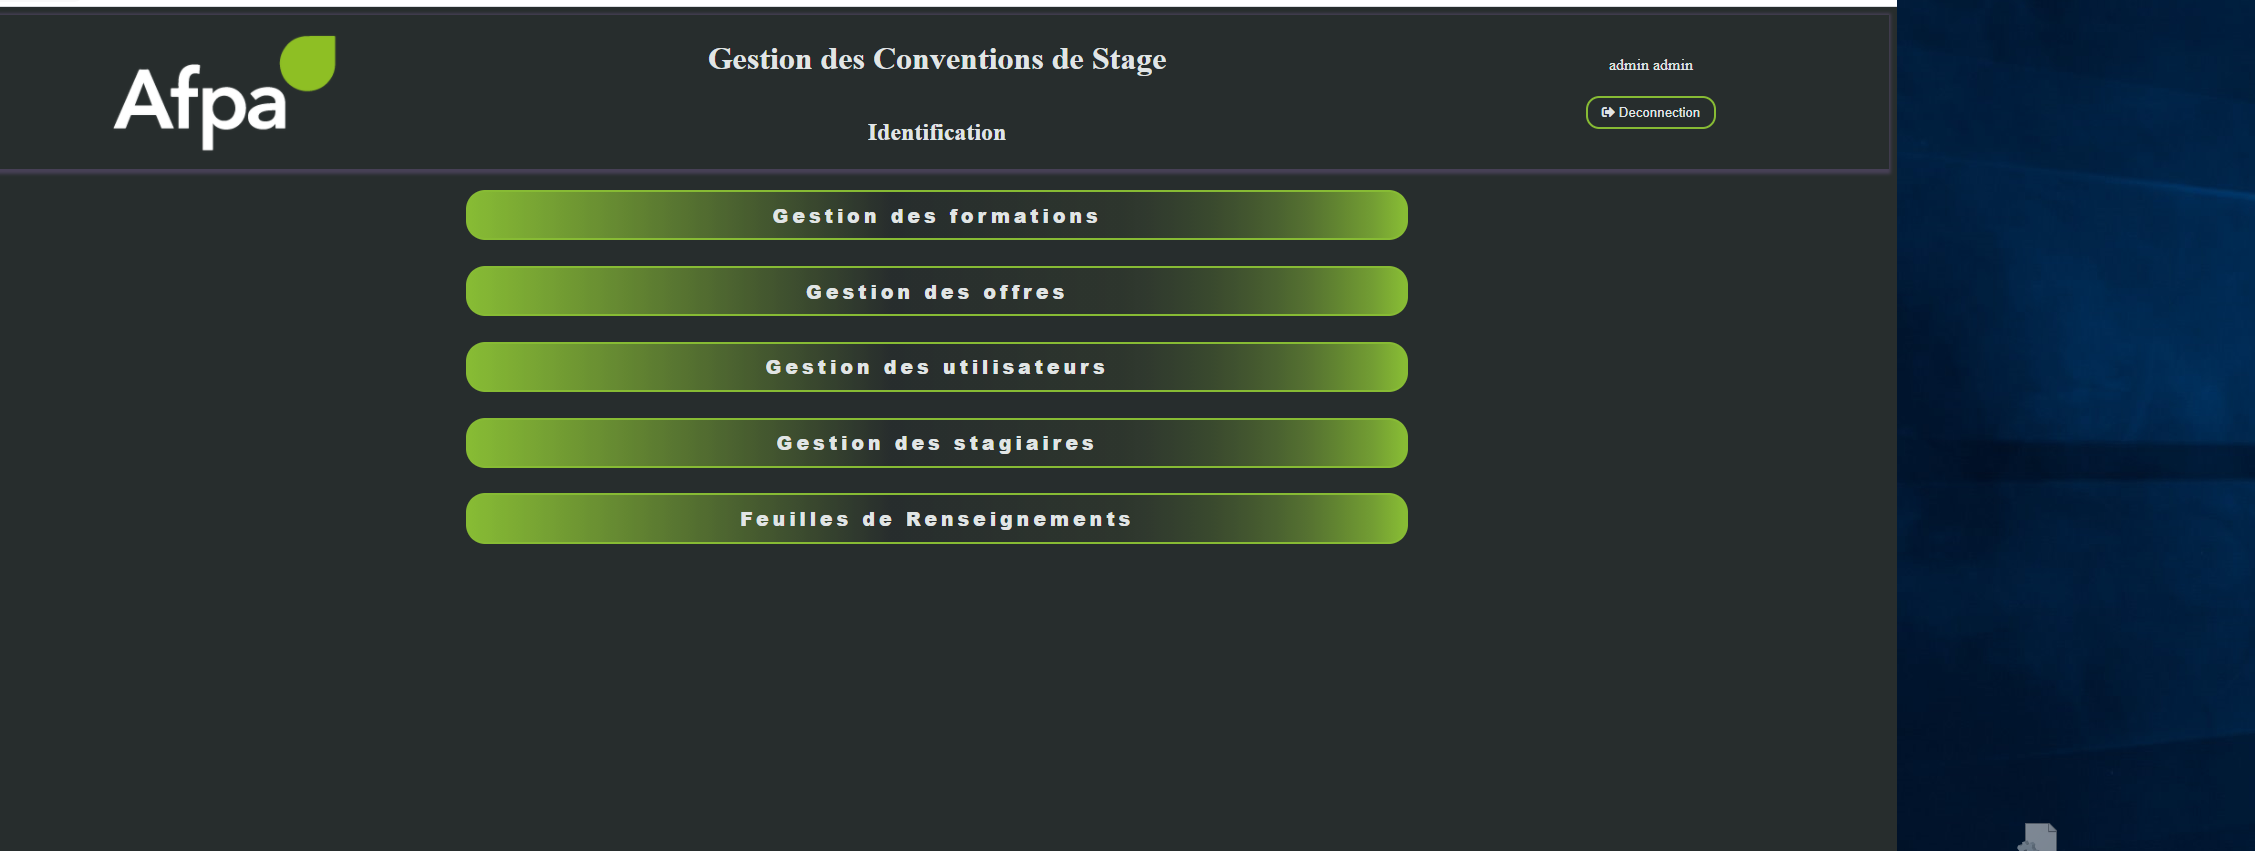 Afpa
Gestion des Conventions de Stage
Identification
admin admin
Deconnection
Gestion des formations
Gestion des offres
Gestion des utilisateurs
Gestion des stagiaires
Feuilles de Renseignements